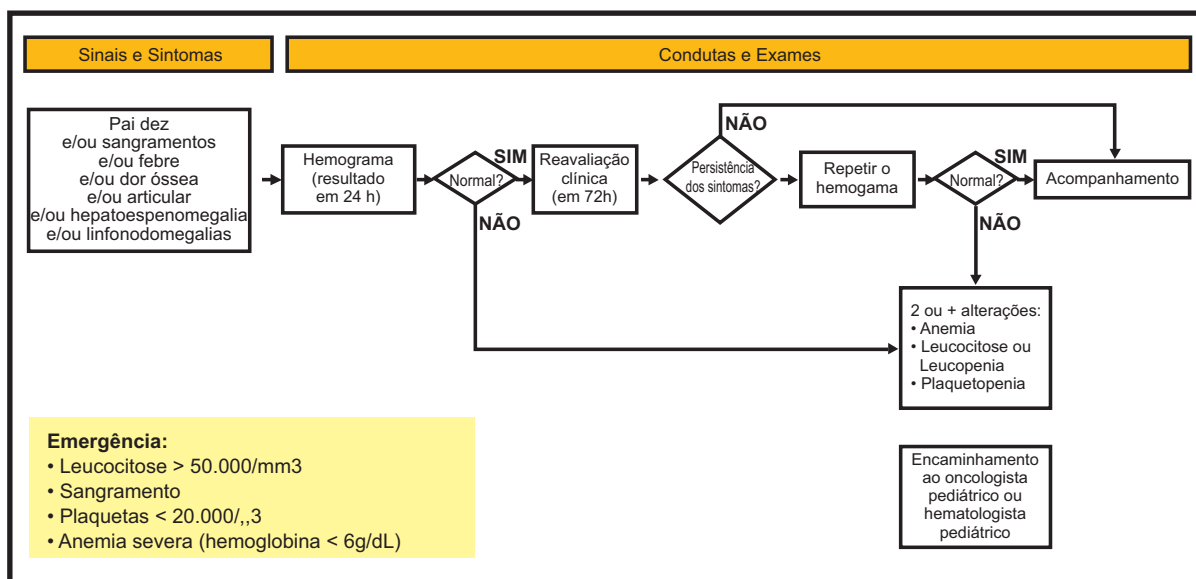 Sinais e Sintomas
Condutas e Exames
Pai dez
e/ou sangramentos
e/ou febre
e/ou dor óssea
e/ou articular
e/ou hepatoespenomegalia
e/ou linfonodomegalias
Hemograma
(resultado
em 24 h)
Normal?
SIM
NÃO
Reavaliação
clínica
(em 72h)
Persistência
dos sintomas?
NÃO
Repetir o
hemogama
Normal?
SIM
NÃO
Acompanhamento
2 ou + alterações:
• Anemia
• Leucocitose ou
Leucopenia
• Plaquetopenia
Encaminhamento
ao oncologista
pediátrico ou
hematologista
pediátrico
Emergência:
• Leucocitose > 50.000/mm3
• Sangramento
• Plaquetas < 20.000/,,3
• Anemia severa (hemoglobina < 6g/dL)